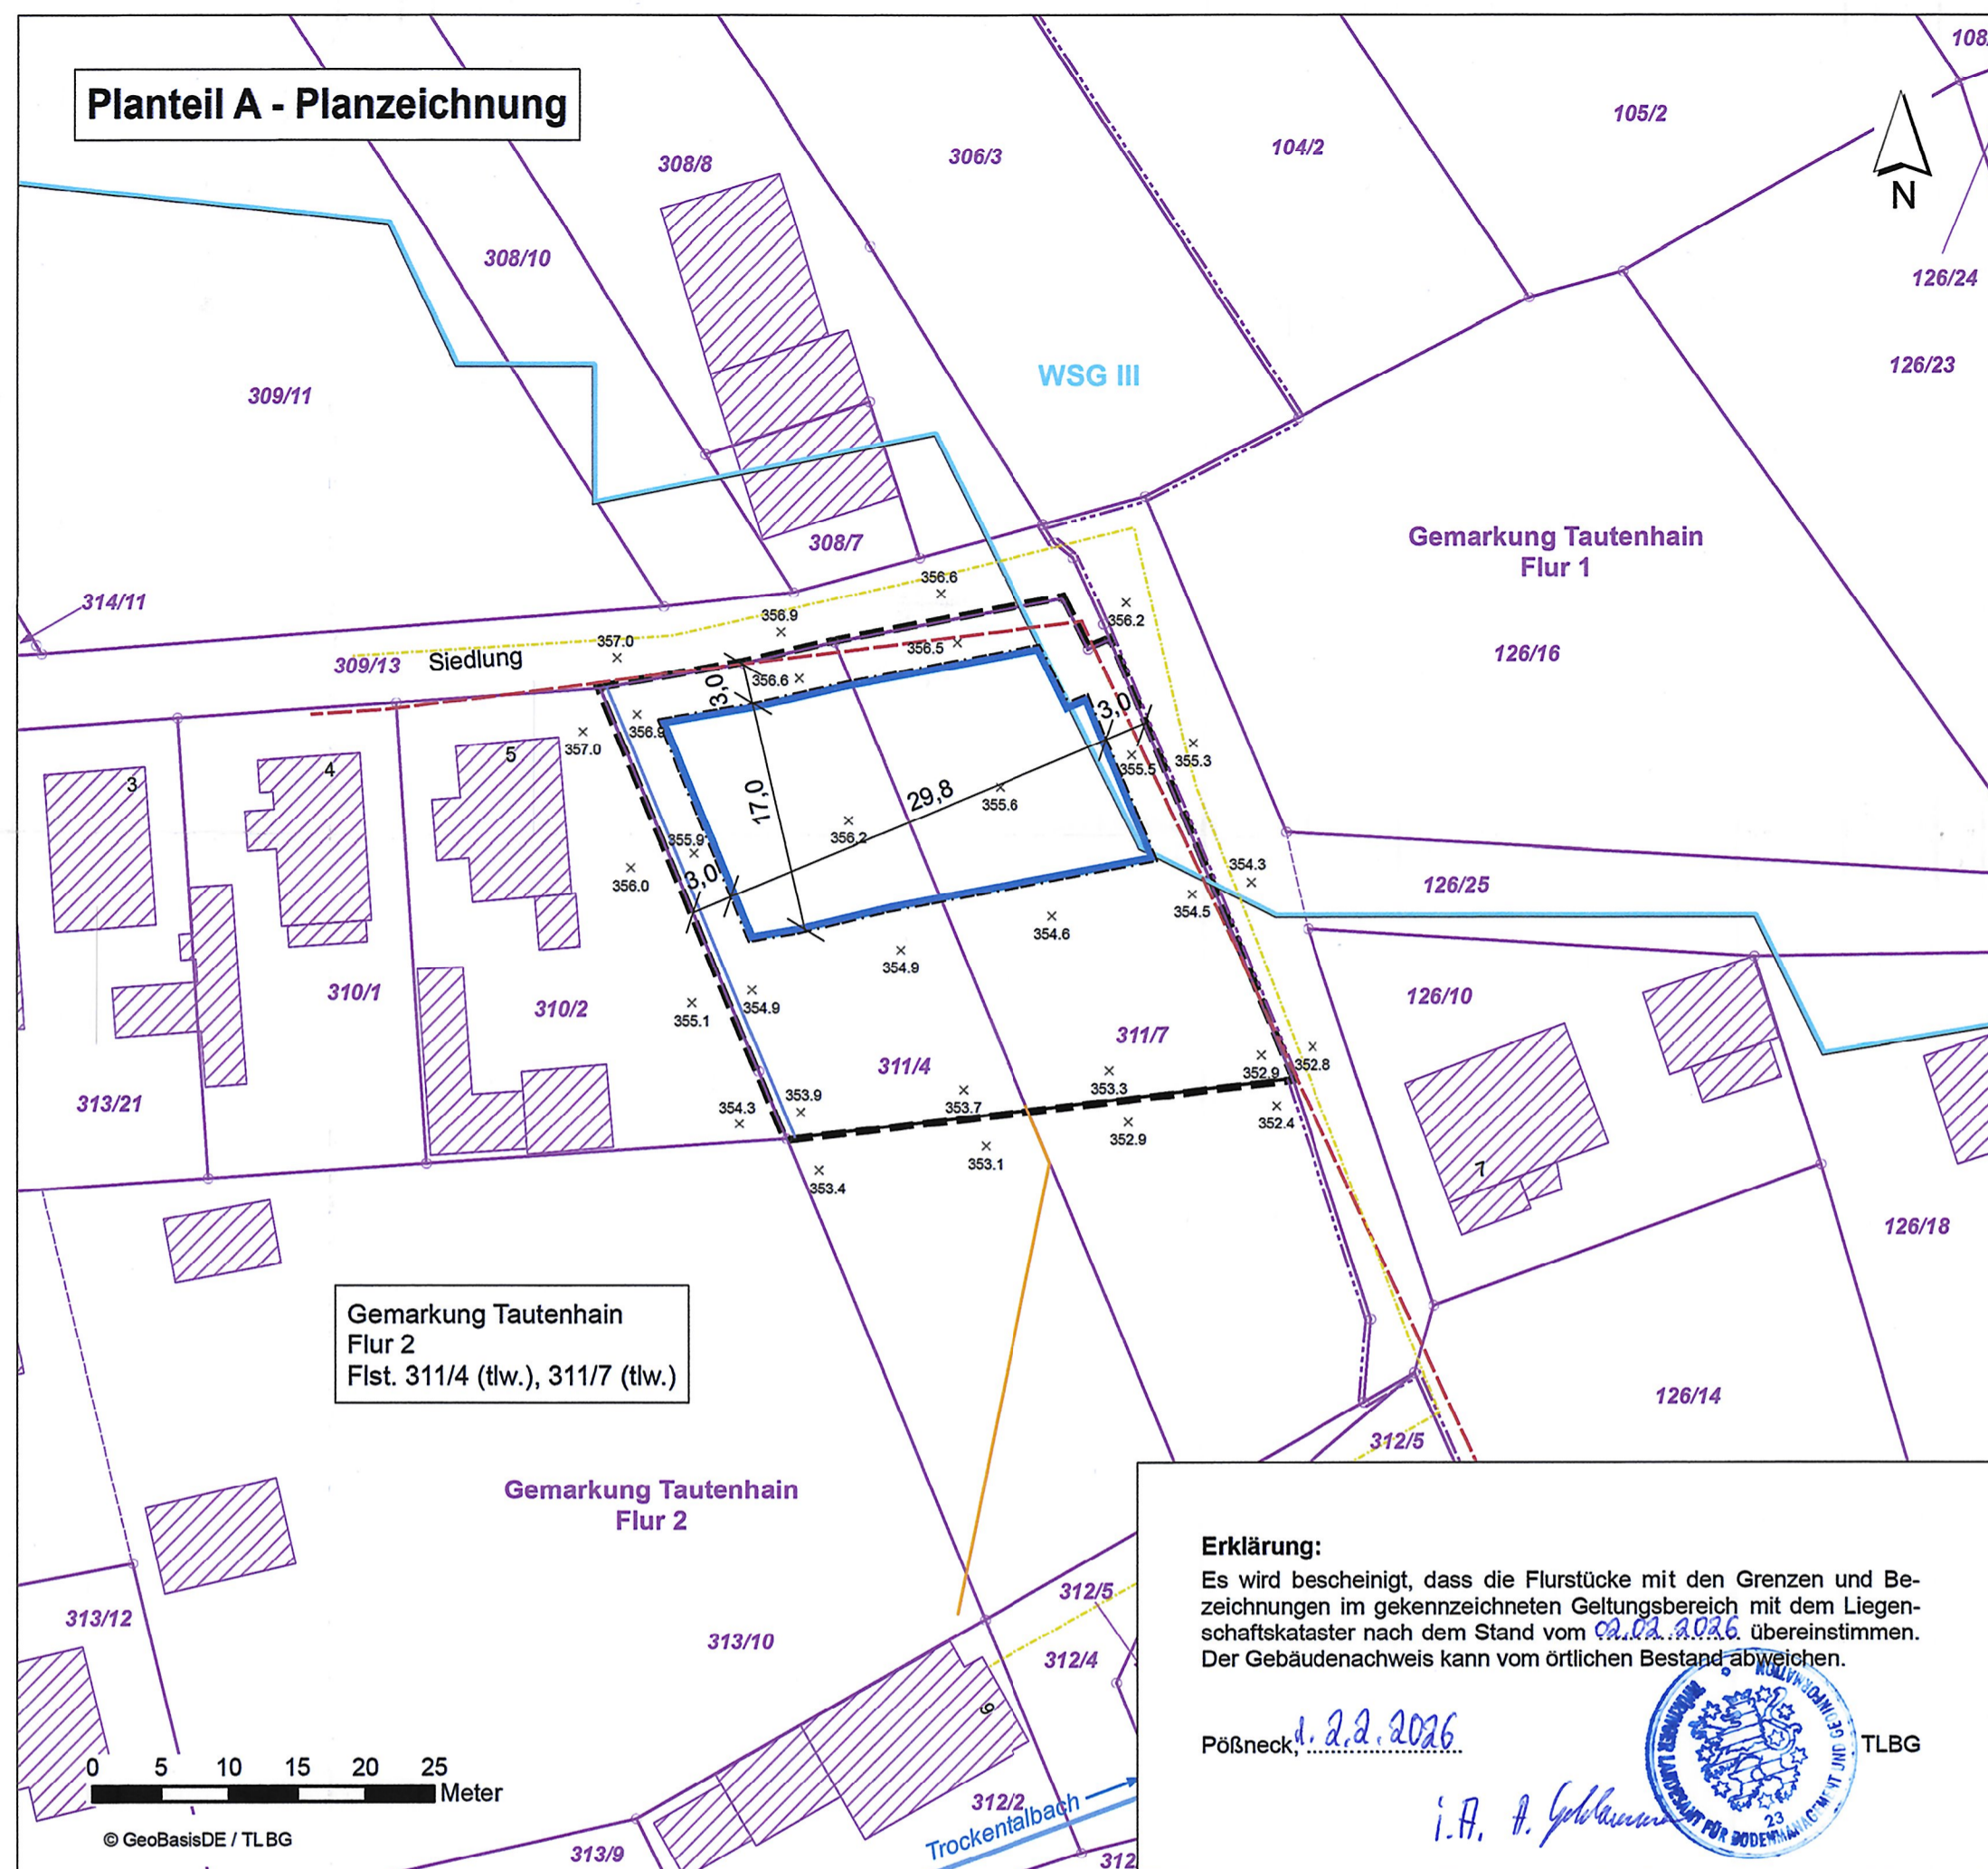 Planteil A - Planzeichnung
108
105/2
104/2
306/3
308/8
N
308/10
126/24
126/23
WSG III
309/11
Gemarkung Tautenhain
Flur 1
308/7
356.6
314/11
356.9
356.2
357.0
356.5
309/13
Siedlung
126/16
3,0
356.6
3,0
356.9
357.0
355.5
355.3
3
4
5
17,0
29,8
355.6
356.2
355.9
354.3
3,0
356.0
126/25
354.5
354.6
354.9
310/1
310/2
126/10
354.9
355.1
311/7
311/4
352.8
352.9
353.3
353.9
353.7
354.3
313/21
352.4
352.9
353.1
353.4
7
126/18
Gemarkung Tautenhain
Flur 2
Flst. 311/4 (tlw.), 311/7 (tlw.)
126/14
312/5
Gemarkung Tautenhain
Flur 2
Erklärung:
Es wird bescheinigt, dass die Flurstücke mit den Grenzen und Be-
zeichnungen im gekennzeichneten Geltungsbereich mit dem Liegen-
schaftskataster nach dem Stand vom 02.02.2026 übereinstimmen.
Der Gebäudenachweis kann vom örtlichen Bestand abweichen.
312/5
313/12
313/10
312/4
9
Pößneck, d. 2.2.2026
TLBG
THÜRINGER LANDESAMT FÜR BODENMANAGEMENT UND GEOINFORMATION
23
i.A. A.
0 5 10 15 20 25
Meter
312/2
Trockentalbach
© GeoBasisDE / TLBG
313/9
312